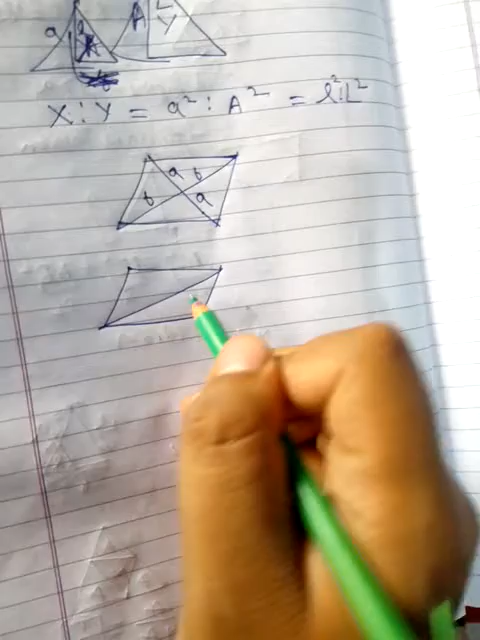 a A Y
X : Y = a² : A² = l² : L²
a b
b a